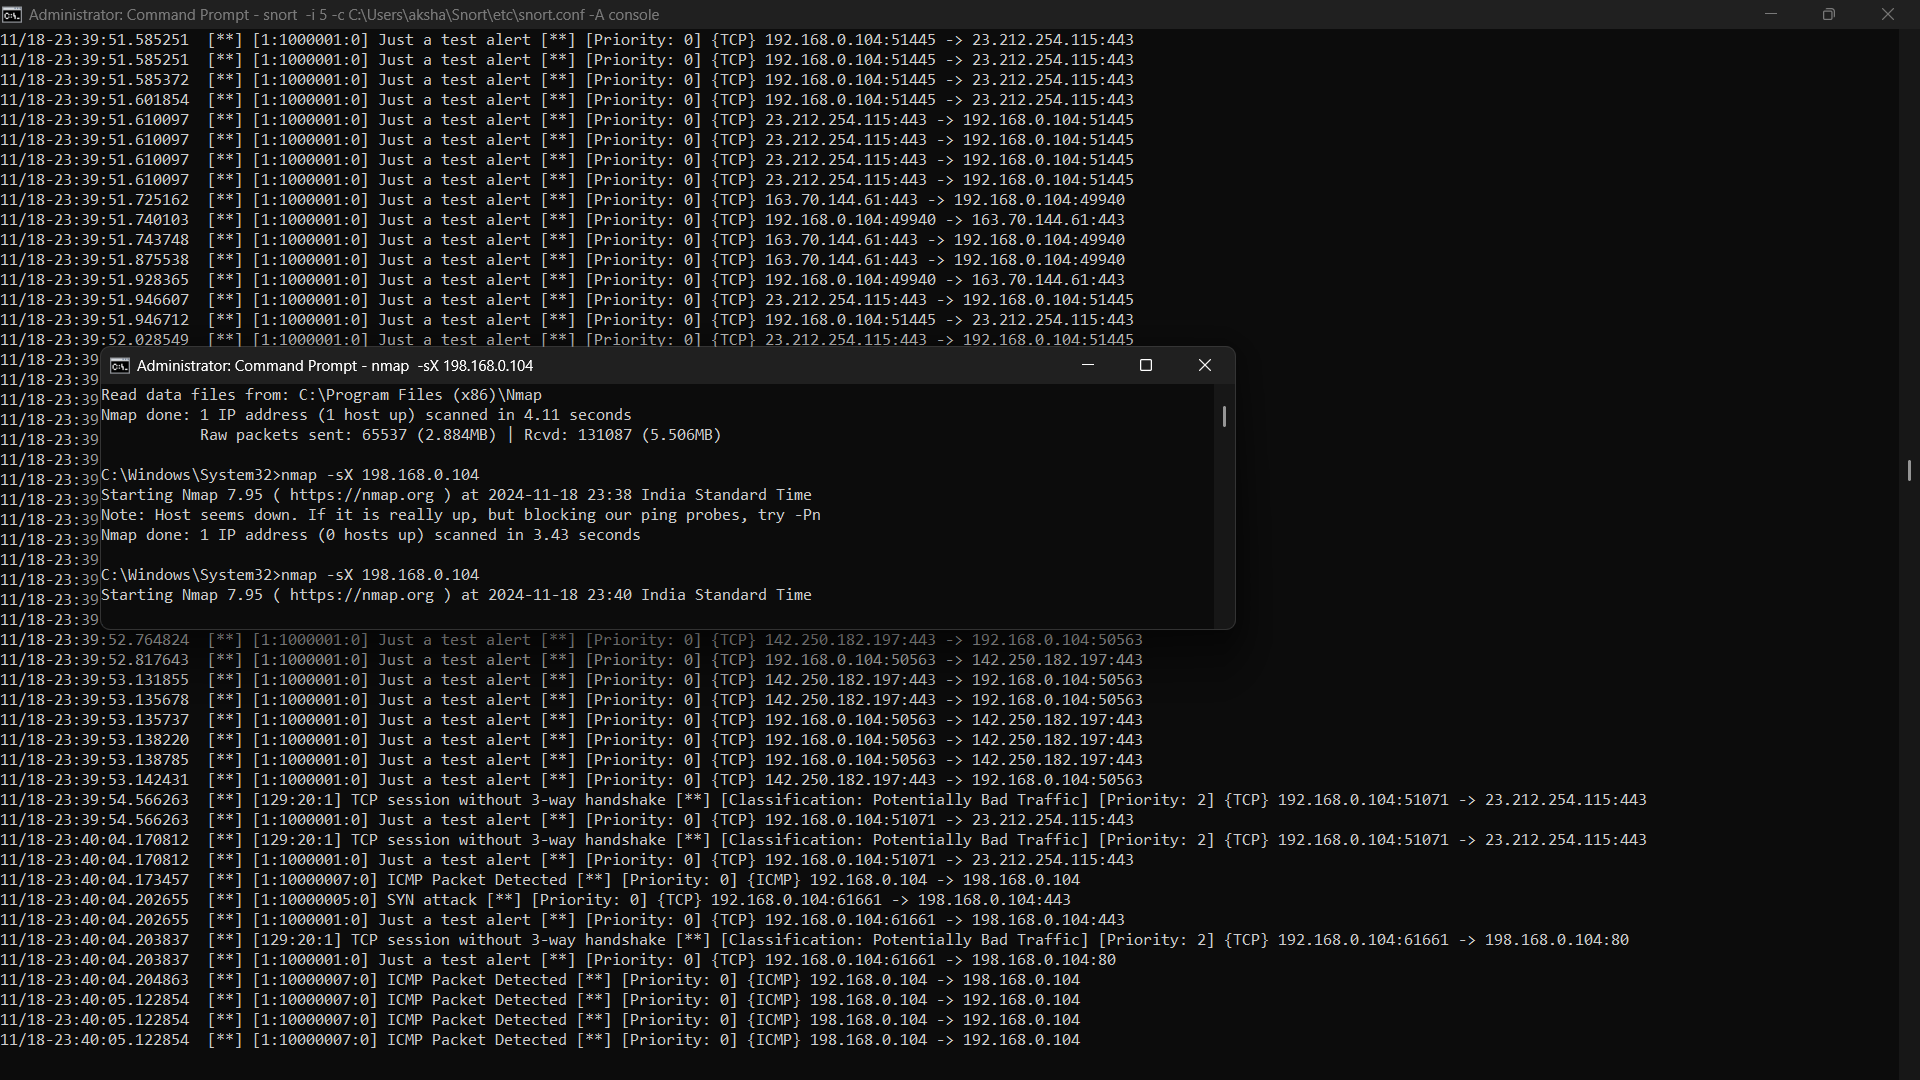 Administrator: Command Prompt - snort  -i 5 -c C:\Users\aksha\Snort\etc\snort.conf -A console
11/18-23:39:51.585251  [**] [1:1000001:0] Just a test alert [**] [Priority: 0] {TCP} 192.168.0.104:51445 -> 23.212.254.115:443
11/18-23:39:51.585251  [**] [1:1000001:0] Just a test alert [**] [Priority: 0] {TCP} 192.168.0.104:51445 -> 23.212.254.115:443
11/18-23:39:51.585372  [**] [1:1000001:0] Just a test alert [**] [Priority: 0] {TCP} 192.168.0.104:51445 -> 23.212.254.115:443
11/18-23:39:51.601854  [**] [1:1000001:0] Just a test alert [**] [Priority: 0] {TCP} 192.168.0.104:51445 -> 23.212.254.115:443
11/18-23:39:51.610097  [**] [1:1000001:0] Just a test alert [**] [Priority: 0] {TCP} 23.212.254.115:443 -> 192.168.0.104:51445
11/18-23:39:51.610097  [**] [1:1000001:0] Just a test alert [**] [Priority: 0] {TCP} 23.212.254.115:443 -> 192.168.0.104:51445
11/18-23:39:51.610097  [**] [1:1000001:0] Just a test alert [**] [Priority: 0] {TCP} 23.212.254.115:443 -> 192.168.0.104:51445
11/18-23:39:51.610097  [**] [1:1000001:0] Just a test alert [**] [Priority: 0] {TCP} 23.212.254.115:443 -> 192.168.0.104:51445
11/18-23:39:51.725162  [**] [1:1000001:0] Just a test alert [**] [Priority: 0] {TCP} 163.70.144.61:443 -> 192.168.0.104:49940
11/18-23:39:51.740103  [**] [1:1000001:0] Just a test alert [**] [Priority: 0] {TCP} 192.168.0.104:49940 -> 163.70.144.61:443
11/18-23:39:51.743748  [**] [1:1000001:0] Just a test alert [**] [Priority: 0] {TCP} 163.70.144.61:443 -> 192.168.0.104:49940
11/18-23:39:51.875538  [**] [1:1000001:0] Just a test alert [**] [Priority: 0] {TCP} 163.70.144.61:443 -> 192.168.0.104:49940
11/18-23:39:51.928365  [**] [1:1000001:0] Just a test alert [**] [Priority: 0] {TCP} 192.168.0.104:49940 -> 163.70.144.61:443
11/18-23:39:51.946607  [**] [1:1000001:0] Just a test alert [**] [Priority: 0] {TCP} 23.212.254.115:443 -> 192.168.0.104:51445
11/18-23:39:51.946712  [**] [1:1000001:0] Just a test alert [**] [Priority: 0] {TCP} 192.168.0.104:51445 -> 23.212.254.115:443
11/18-23:39:52.028549  [**] [1:1000001:0] Just a test alert [**] [Priority: 0] {TCP} 23.212.254.115:443 -> 192.168.0.104:51445
11/18-23:39
11/18-23:39
11/18-23:39
11/18-23:39
11/18-23:39
11/18-23:39
11/18-23:39
11/18-23:39
11/18-23:39
11/18-23:39
11/18-23:39
11/18-23:39
11/18-23:39
11/18-23:39
Administrator: Command Prompt - nmap  -sX 198.168.0.104
Read data files from: C:\Program Files (x86)\Nmap
Nmap done: 1 IP address (1 host up) scanned in 4.11 seconds
           Raw packets sent: 65537 (2.884MB) | Rcvd: 131087 (5.506MB)
C:\Windows\System32>nmap -sX 198.168.0.104
Starting Nmap 7.95 ( https://nmap.org ) at 2024-11-18 23:38 India Standard Time
Note: Host seems down. If it is really up, but blocking our ping probes, try -Pn
Nmap done: 1 IP address (0 hosts up) scanned in 3.43 seconds
C:\Windows\System32>nmap -sX 198.168.0.104
Starting Nmap 7.95 ( https://nmap.org ) at 2024-11-18 23:40 India Standard Time
11/18-23:39:52.764824  [**] [1:1000001:0] Just a test alert [**] [Priority: 0] {TCP} 142.250.182.197:443 -> 192.168.0.104:50563
11/18-23:39:52.817643  [**] [1:1000001:0] Just a test alert [**] [Priority: 0] {TCP} 192.168.0.104:50563 -> 142.250.182.197:443
11/18-23:39:53.131855  [**] [1:1000001:0] Just a test alert [**] [Priority: 0] {TCP} 142.250.182.197:443 -> 192.168.0.104:50563
11/18-23:39:53.135678  [**] [1:1000001:0] Just a test alert [**] [Priority: 0] {TCP} 142.250.182.197:443 -> 192.168.0.104:50563
11/18-23:39:53.135737  [**] [1:1000001:0] Just a test alert [**] [Priority: 0] {TCP} 192.168.0.104:50563 -> 142.250.182.197:443
11/18-23:39:53.138220  [**] [1:1000001:0] Just a test alert [**] [Priority: 0] {TCP} 192.168.0.104:50563 -> 142.250.182.197:443
11/18-23:39:53.138785  [**] [1:1000001:0] Just a test alert [**] [Priority: 0] {TCP} 192.168.0.104:50563 -> 142.250.182.197:443
11/18-23:39:53.142431  [**] [1:1000001:0] Just a test alert [**] [Priority: 0] {TCP} 142.250.182.197:443 -> 192.168.0.104:50563
11/18-23:39:54.566263  [**] [129:20:1] TCP session without 3-way handshake [**] [Classification: Potentially Bad Traffic] [Priority: 2] {TCP} 192.168.0.104:51071 -> 23.212.254.115:443
11/18-23:39:54.566263  [**] [1:1000001:0] Just a test alert [**] [Priority: 0] {TCP} 192.168.0.104:51071 -> 23.212.254.115:443
11/18-23:40:04.170812  [**] [129:20:1] TCP session without 3-way handshake [**] [Classification: Potentially Bad Traffic] [Priority: 2] {TCP} 192.168.0.104:51071 -> 23.212.254.115:443
11/18-23:40:04.170812  [**] [1:1000001:0] Just a test alert [**] [Priority: 0] {TCP} 192.168.0.104:51071 -> 23.212.254.115:443
11/18-23:40:04.173457  [**] [1:10000007:0] ICMP Packet Detected [**] [Priority: 0] {ICMP} 192.168.0.104 -> 198.168.0.104
11/18-23:40:04.202655  [**] [1:10000005:0] SYN attack [**] [Priority: 0] {TCP} 192.168.0.104:61661 -> 198.168.0.104:443
11/18-23:40:04.202655  [**] [1:1000001:0] Just a test alert [**] [Priority: 0] {TCP} 192.168.0.104:61661 -> 198.168.0.104:443
11/18-23:40:04.203837  [**] [129:20:1] TCP session without 3-way handshake [**] [Classification: Potentially Bad Traffic] [Priority: 2] {TCP} 192.168.0.104:61661 -> 198.168.0.104:80
11/18-23:40:04.203837  [**] [1:1000001:0] Just a test alert [**] [Priority: 0] {TCP} 192.168.0.104:61661 -> 198.168.0.104:80
11/18-23:40:04.204863  [**] [1:10000007:0] ICMP Packet Detected [**] [Priority: 0] {ICMP} 192.168.0.104 -> 198.168.0.104
11/18-23:40:05.122854  [**] [1:10000007:0] ICMP Packet Detected [**] [Priority: 0] {ICMP} 198.168.0.104 -> 192.168.0.104
11/18-23:40:05.122854  [**] [1:10000007:0] ICMP Packet Detected [**] [Priority: 0] {ICMP} 198.168.0.104 -> 192.168.0.104
11/18-23:40:05.122854  [**] [1:10000007:0] ICMP Packet Detected [**] [Priority: 0] {ICMP} 198.168.0.104 -> 192.168.0.104